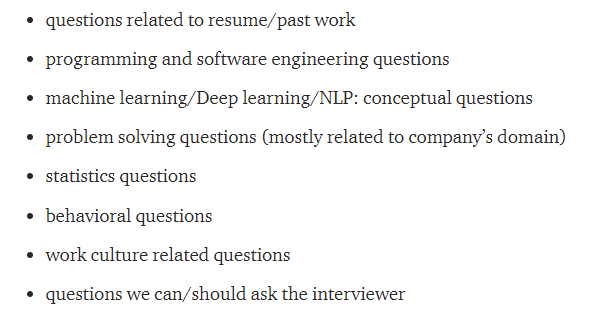 • questions related to resume/past work
• programming and software engineering questions
• machine learning/Deep learning/NLP: conceptual questions
• problem solving questions (mostly related to company’s domain)
• statistics questions
• behavioral questions
• work culture related questions
• questions we can/should ask the interviewer